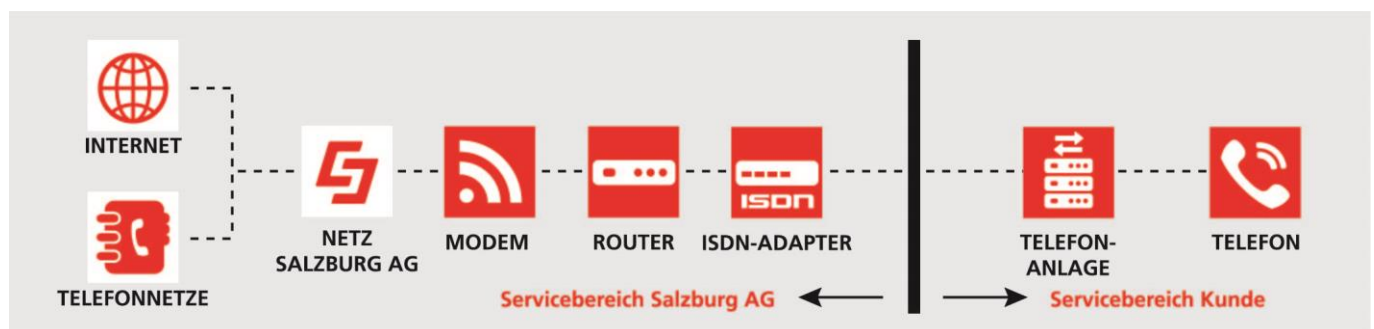 INTERNET
TELEFONNETZE
NETZ
SALZBURG AG
MODEM
ROUTER
ISDN
ISDN-ADAPTER
TELEFON-
ANLAGE
TELEFON
Servicebereich Salzburg AG
Servicebereich Kunde